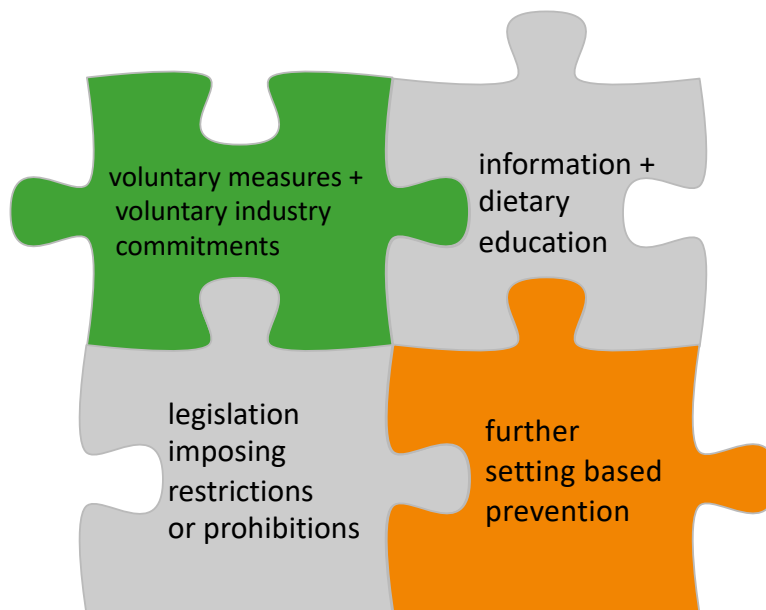 voluntary measures +
voluntary industry
commitments
information +
dietary
education
legislation
imposing
restrictions
or prohibitions
further
setting based
prevention